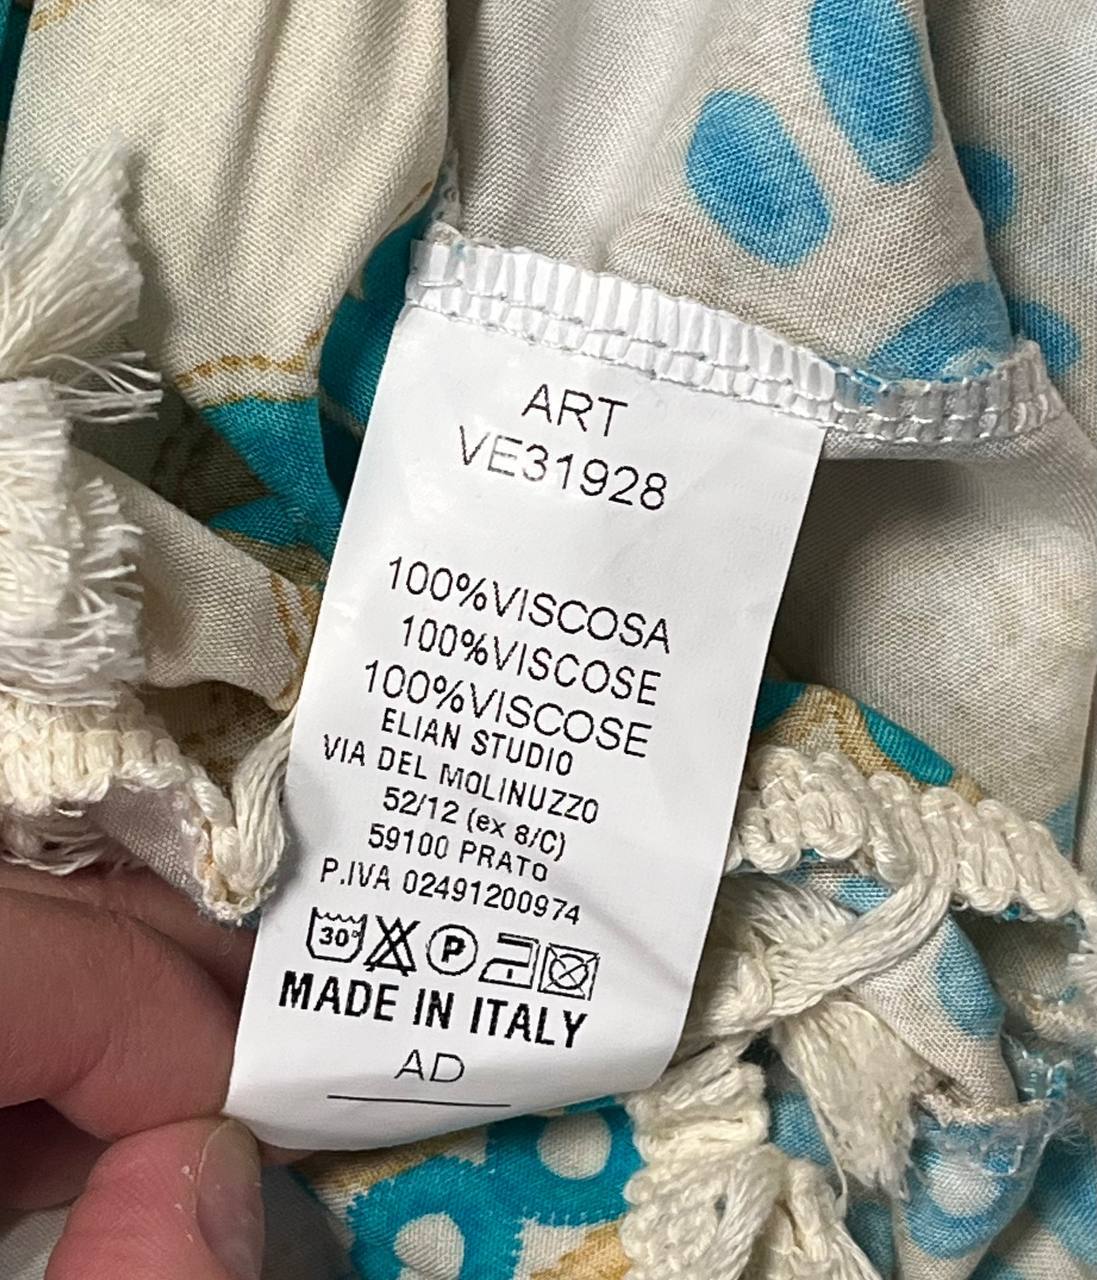 ART
VE31928
100%VISCOSA
100%VISCOSE
100%VISCOSE
ELIAN STUDIO
VIA DEL MOLINUZZO
52/12 (ex 8/C)
59100 PRATO
P.IVA 02491200974
30° P
MADE IN ITALY
AD